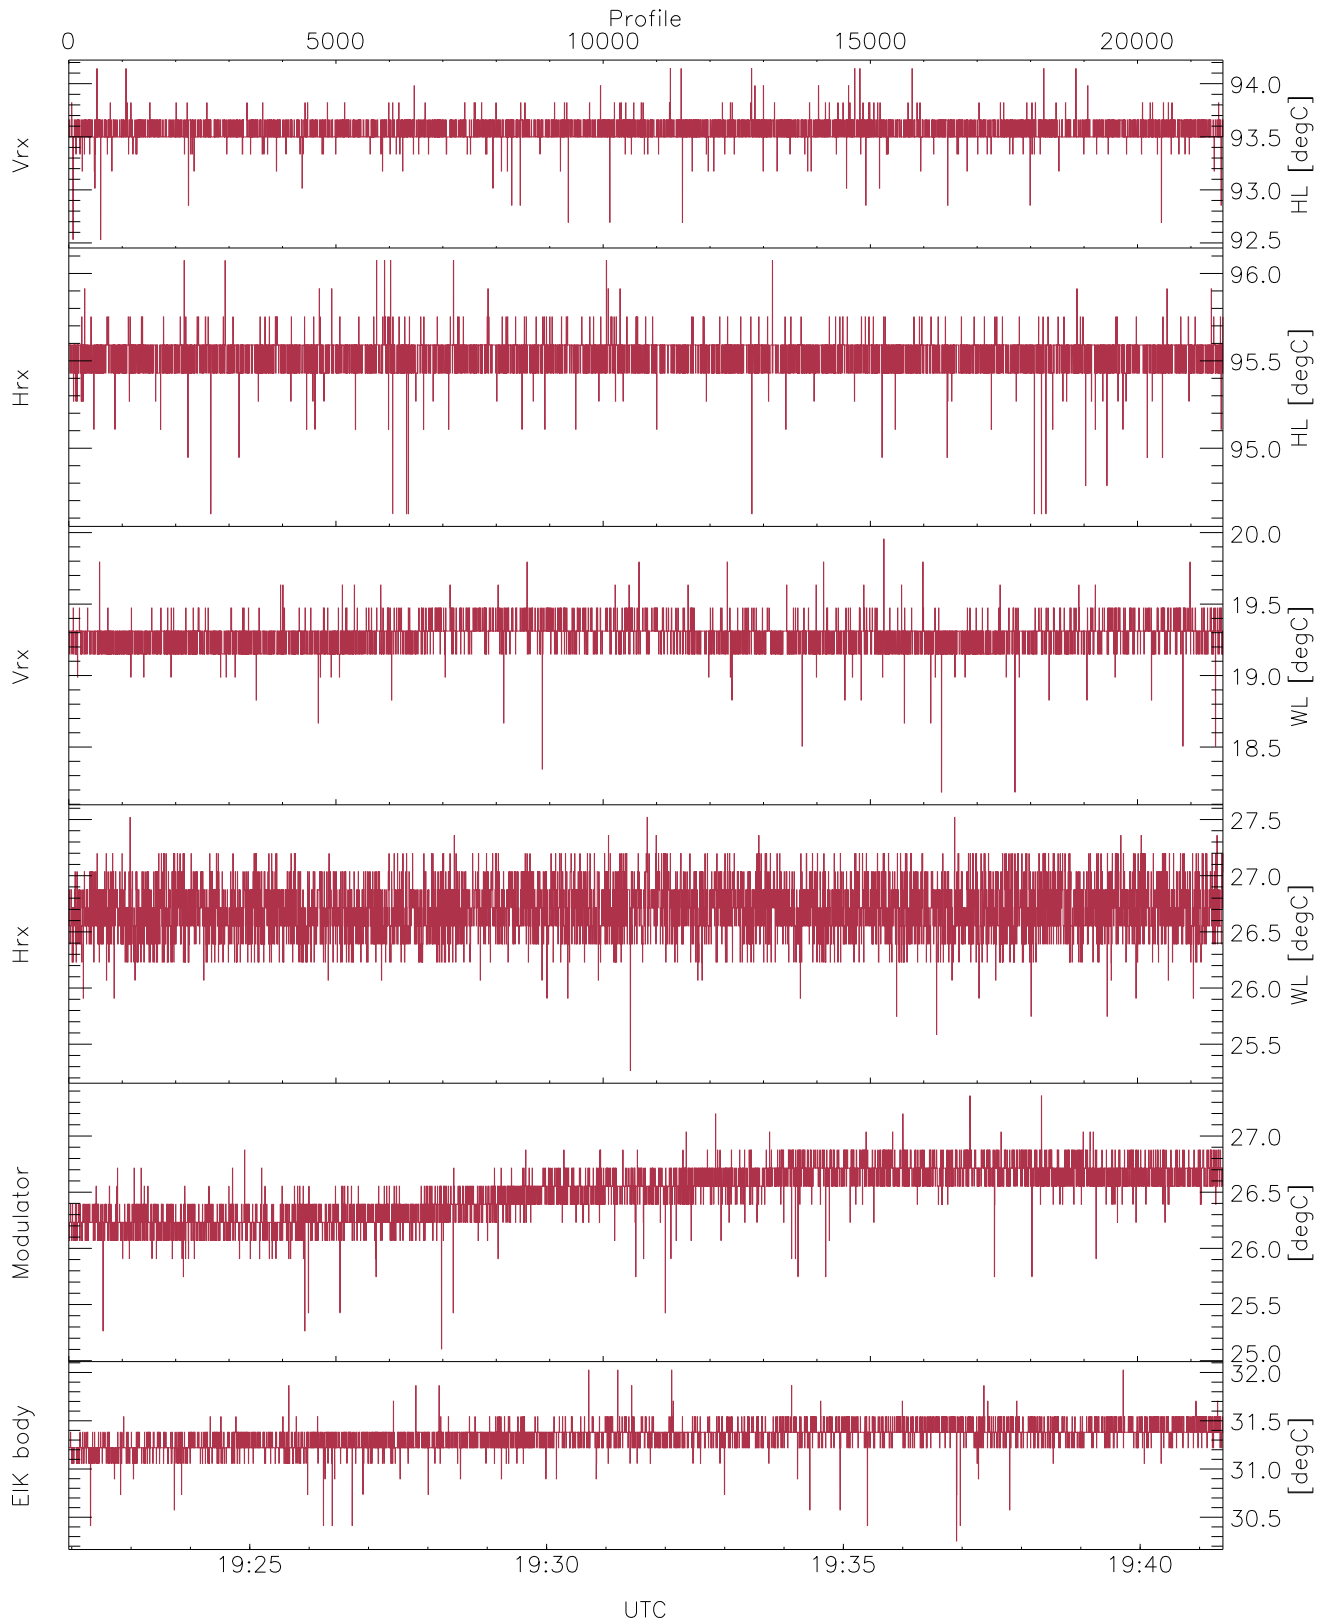 Profile
0 5000 10000 15000 20000
Vrx
94.0
93.5
93.0
92.5
HL [degC]
Hrx
96.0
95.5
95.0
HL [degC]
Vrx
20.0
19.5
19.0
18.5
WL [degC]
Hrx
27.5
27.0
26.5
26.0
25.5
WL [degC]
Modulator
27.0
26.5
26.0
25.5
25.0
[degC]
EIK body
32.0
31.5
31.0
30.5
[degC]
19:25 19:30 19:35 19:40
UTC